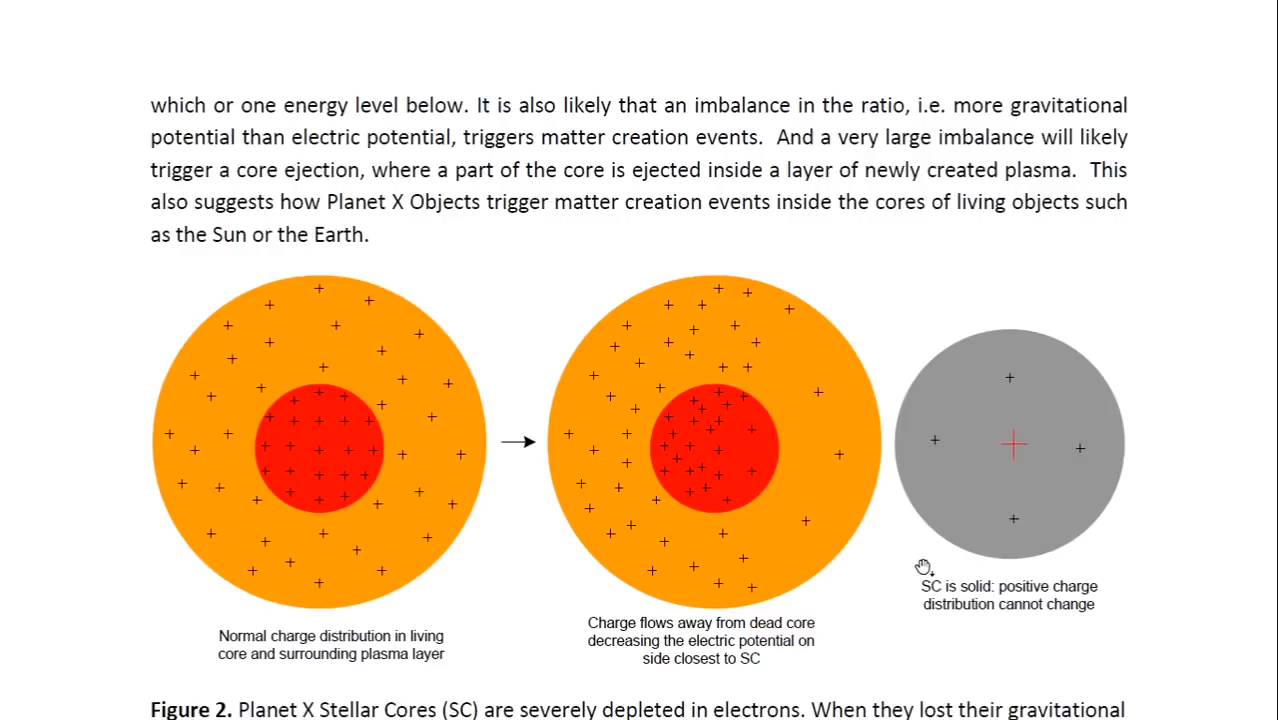 which or one energy level below. It is also likely that an imbalance in the ratio, i.e. more gravitational
potential than electric potential, triggers matter creation events. And a very large imbalance will likely
trigger a core ejection, where a part of the core is ejected inside a layer of newly created plasma. This
also suggests how Planet X Objects trigger matter creation events inside the cores of living objects such
as the Sun or the Earth.
SC is solid: positive charge
distribution cannot change
Normal charge distribution in living
core and surrounding plasma layer
Charge flows away from dead core
decreasing the electric potential on
side closest to SC
Figure 2. Planet X Stellar Cores (SC) are severely depleted in electrons. When they lost their gravitational